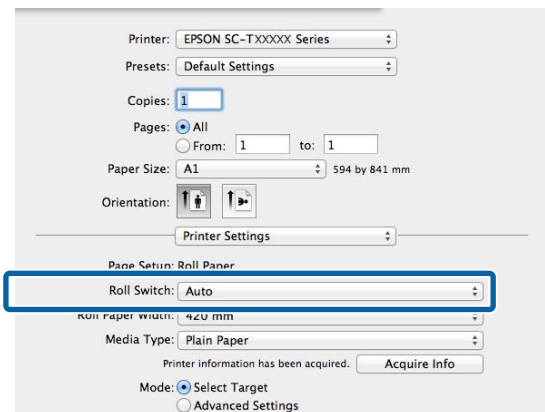 Printer: EPSON SC-TXXXXX Series
Presets: Default Settings
Copies: 1
Pages: All
From: 1 to: 1
Paper Size: A1 594 by 841 mm
Orientation:
Printer Settings
Page Setup: Roll Paper
Roll Switch: Auto
Roll Paper Width: 420 mm
Media Type: Plain Paper
Printer information has been acquired. Acquire Info
Mode: Select Target
Advanced Settings